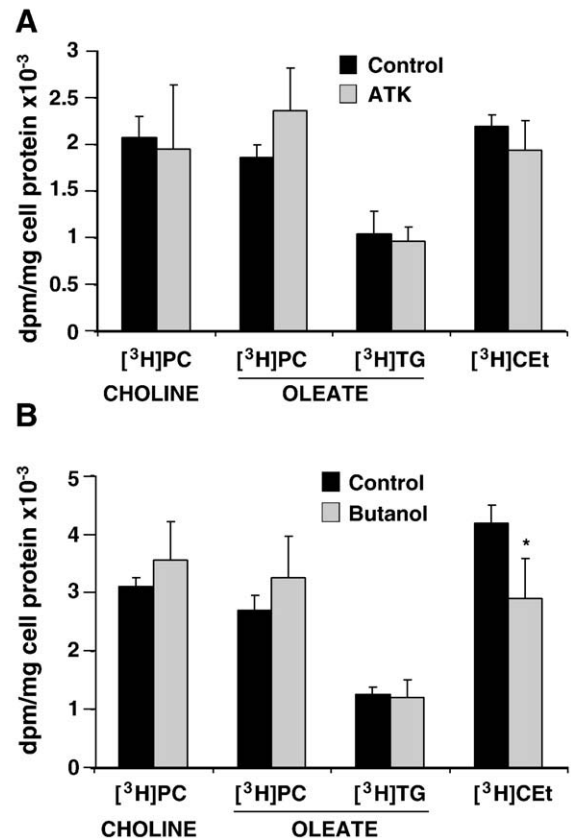 A
dpm/mg cell protein x10⁻³
3
2.5
2
1.5
1
0.5
0
Control
ATK
[³H]PC [³H]PC [³H]TG [³H]CEt
CHOLINE OLEATE
B
dpm/mg cell protein x10⁻³
5
4
3
2
1
0
Control
Butanol
*
[³H]PC [³H]PC [³H]TG [³H]CEt
CHOLINE OLEATE